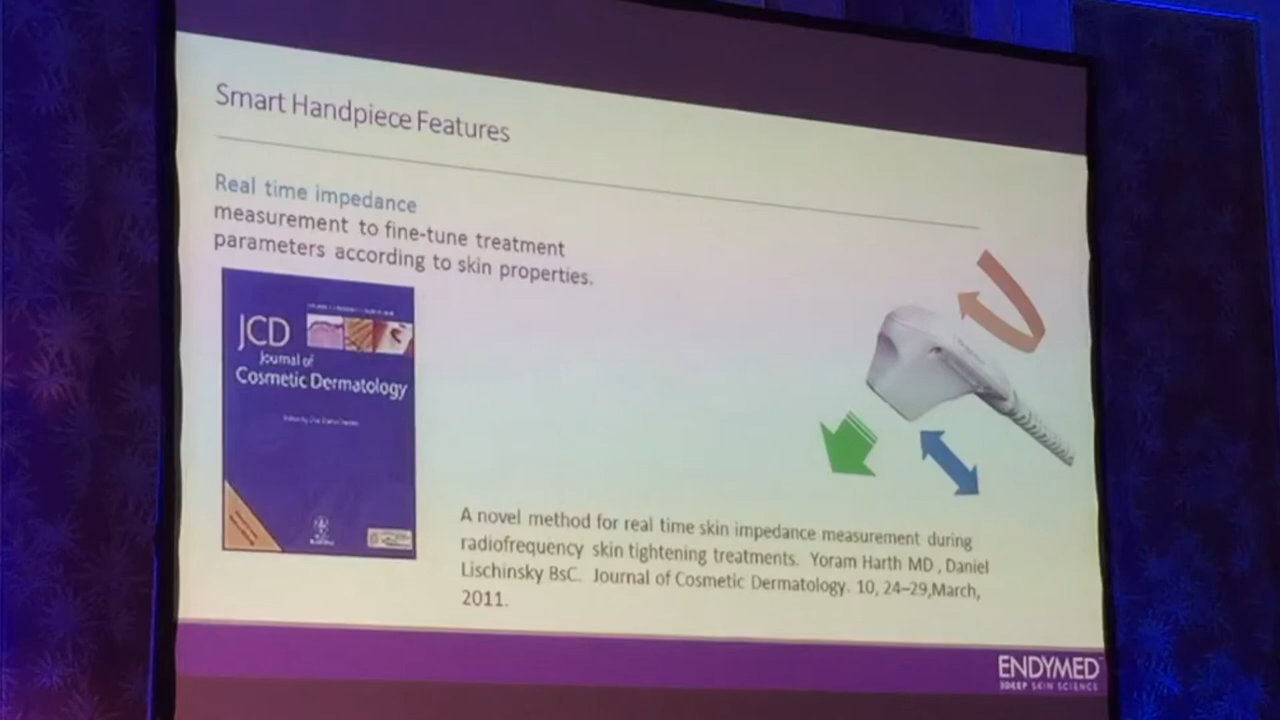 Smart Handpiece Features
Real time impedance
measurement to fine-tune treatment
parameters according to skin properties.
JCD
Journal of
Cosmetic Dermatology
A novel method for real time skin impedance measurement during
radiofrequency skin tightening treatments. Yoram Harth MD , Daniel
Lischinsky BsC. Journal of Cosmetic Dermatology. 10, 24–29,March,
2011.
ENDYMED™
3DEEP SKIN SCIENCE